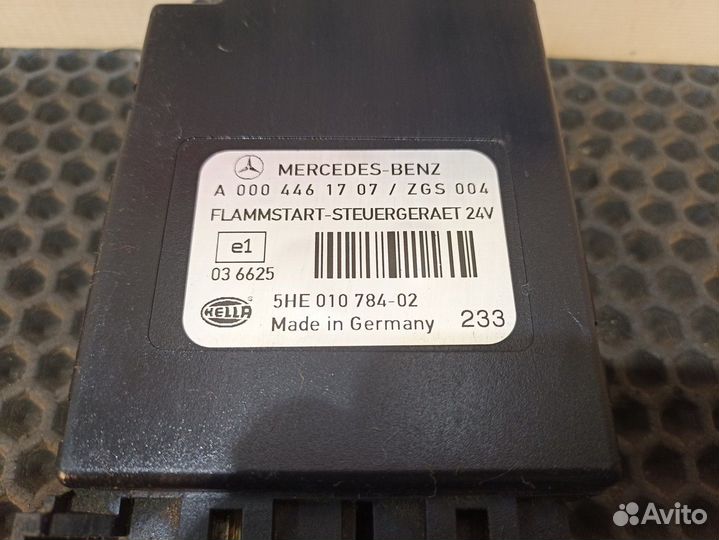 MERCEDES-BENZ
A 000 446 17 07 / ZGS 004
FLAMMSTART-STEUERGERAET 24V
e1
03 6625
HELLA
5HE 010 784-02
Made in Germany
233
Avito